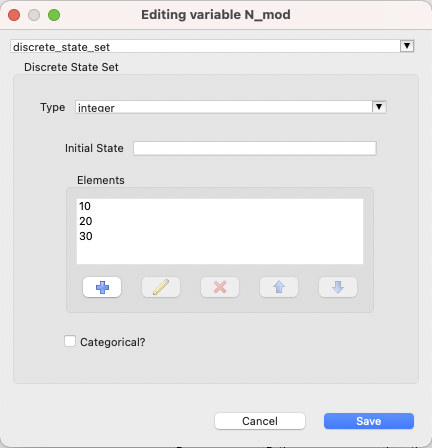 Editing variable N_mod
discrete_state_set
Discrete State Set
Type integer
Initial State
Elements
10
20
30
Categorical?
Cancel Save